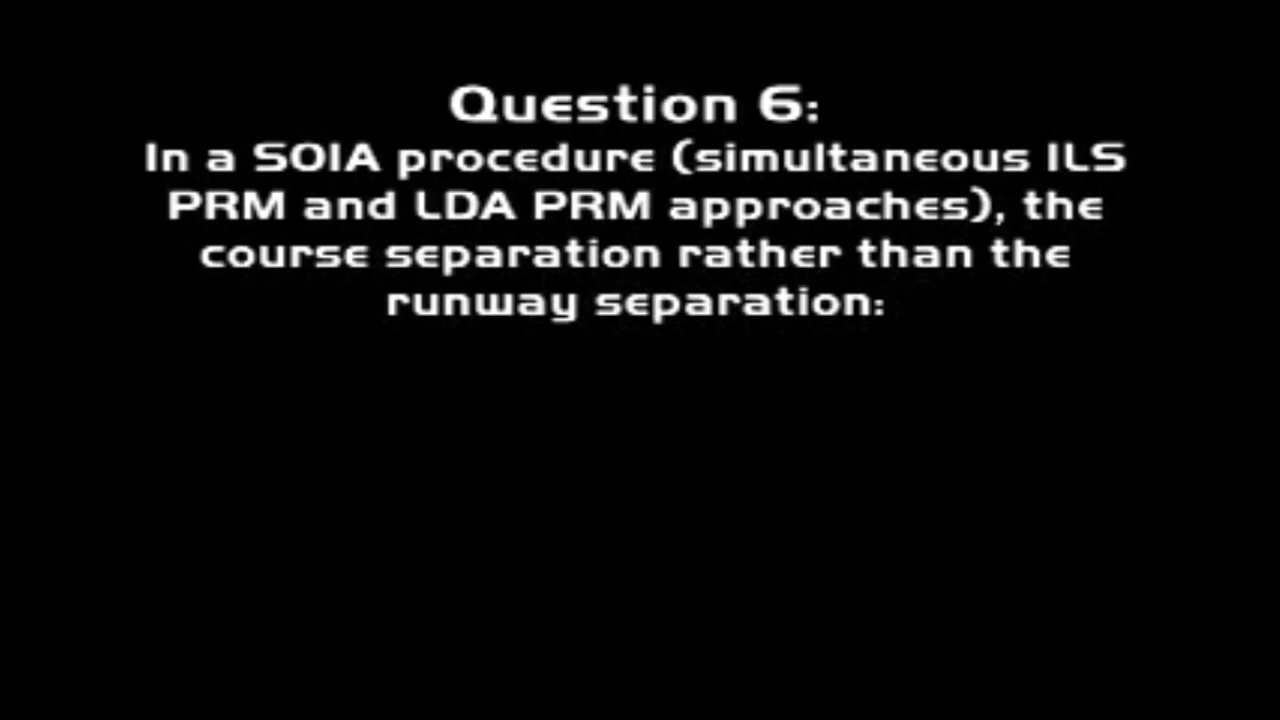 Question 6:
In a SOIA procedure (simultaneous ILS
PRM and LDA PRM approaches), the
course separation rather than the
runway separation: